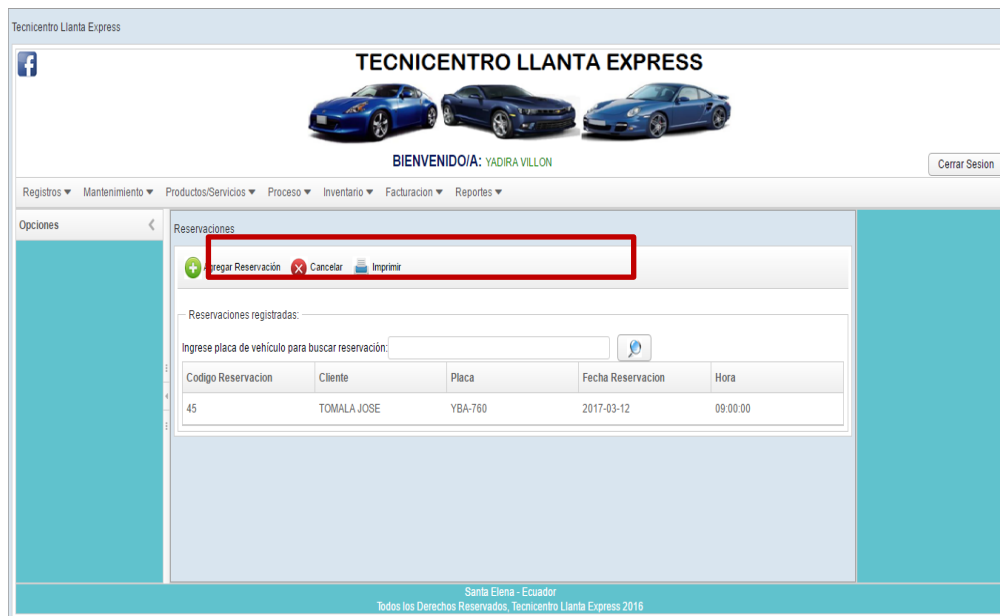 Tecnicentro Llanta Express
TECNICENTRO LLANTA EXPRESS
BIENVENIDO/A: YADIRA VILLON
Cerrar Sesion
Registros Mantenimiento Productos/Servicios Proceso Inventario Facturacion Reportes
Opciones
Reservaciones
Agregar Reservación Cancelar Imprimir
Reservaciones registradas:
Ingrese placa de vehículo para buscar reservación:
Codigo Reservacion Cliente Placa Fecha Reservacion Hora
45 TOMALA JOSE YBA-760 2017-03-12 09:00:00
Santa Elena - Ecuador
Todos los Derechos Reservados, Tecnicentro Llanta Express 2016